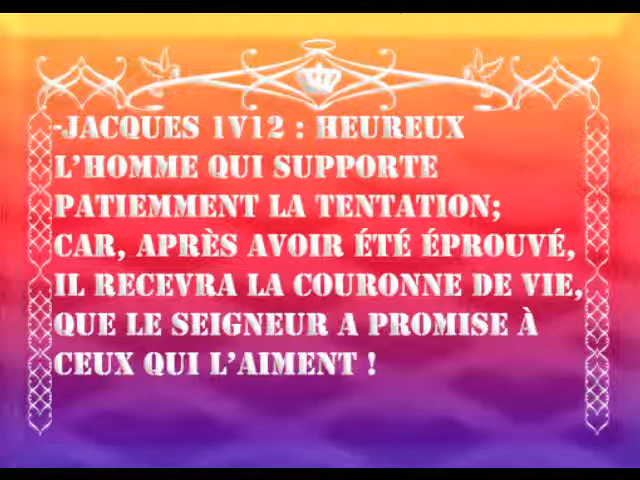 -JACQUES 1V12 : HEUREUX
L'HOMME QUI SUPPORTE
PATIEMMENT LA TENTATION;
CAR, APRÈS AVOIR ÉTÉ ÉPROUVÉ,
IL RECEVRA LA COURONNE DE VIE,
QUE LE SEIGNEUR A PROMISE À
CEUX QUI L'AIMENT !